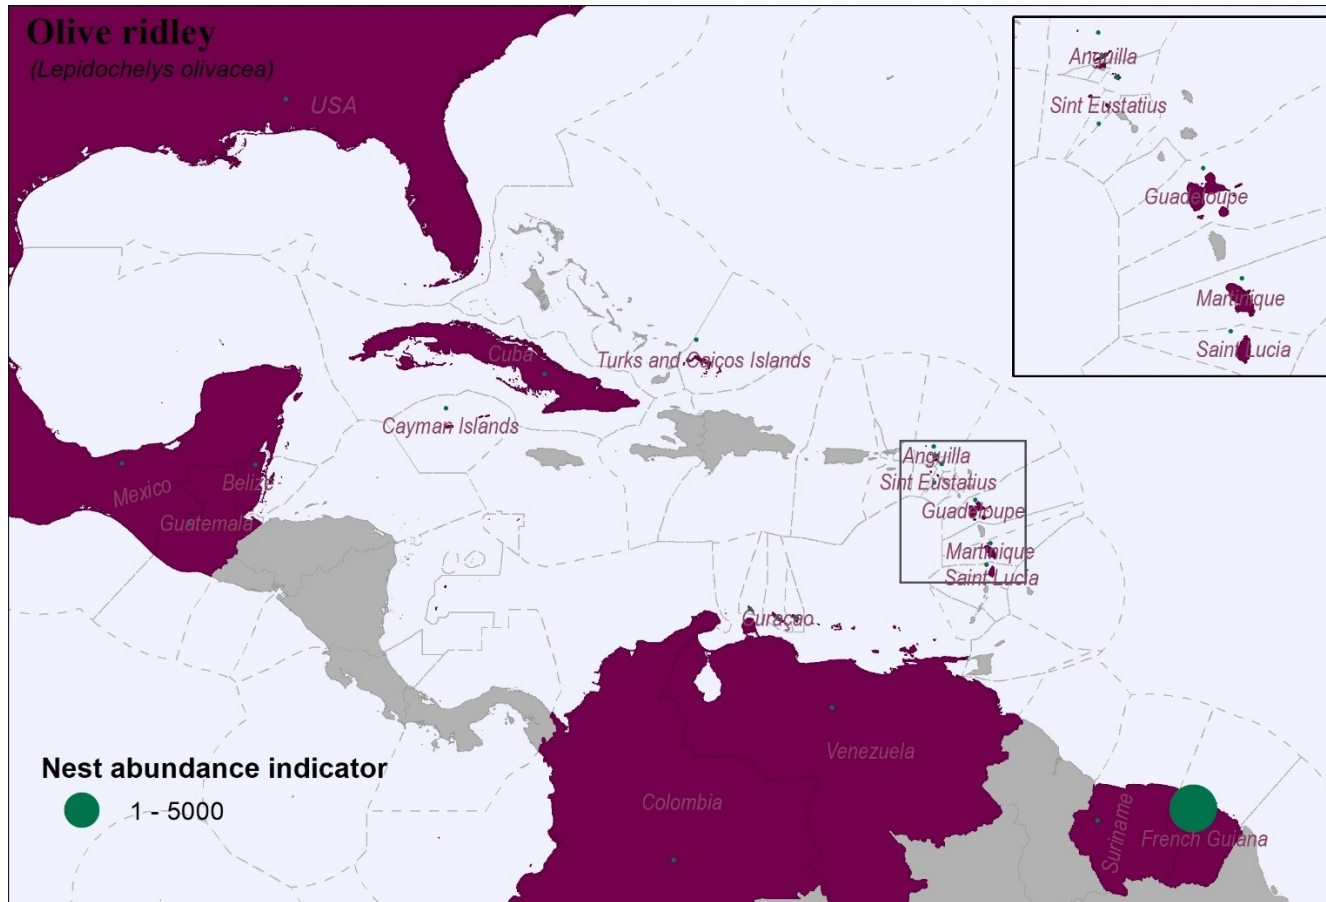 Olive ridley
(Lepidochelys olivacea)
USA
Anguilla
Sint Eustatius
Guadeloupe
Martinique
Saint Lucia
Cuba
Turks and Caicos Islands
Cayman Islands
Mexico
Belize
Guatemala
Anguilla
Sint Eustatius
Guadeloupe
Martinique
Saint Lucia
Curaçao
Venezuela
Colombia
Suriname
French Guiana
Nest abundance indicator
1 - 5000